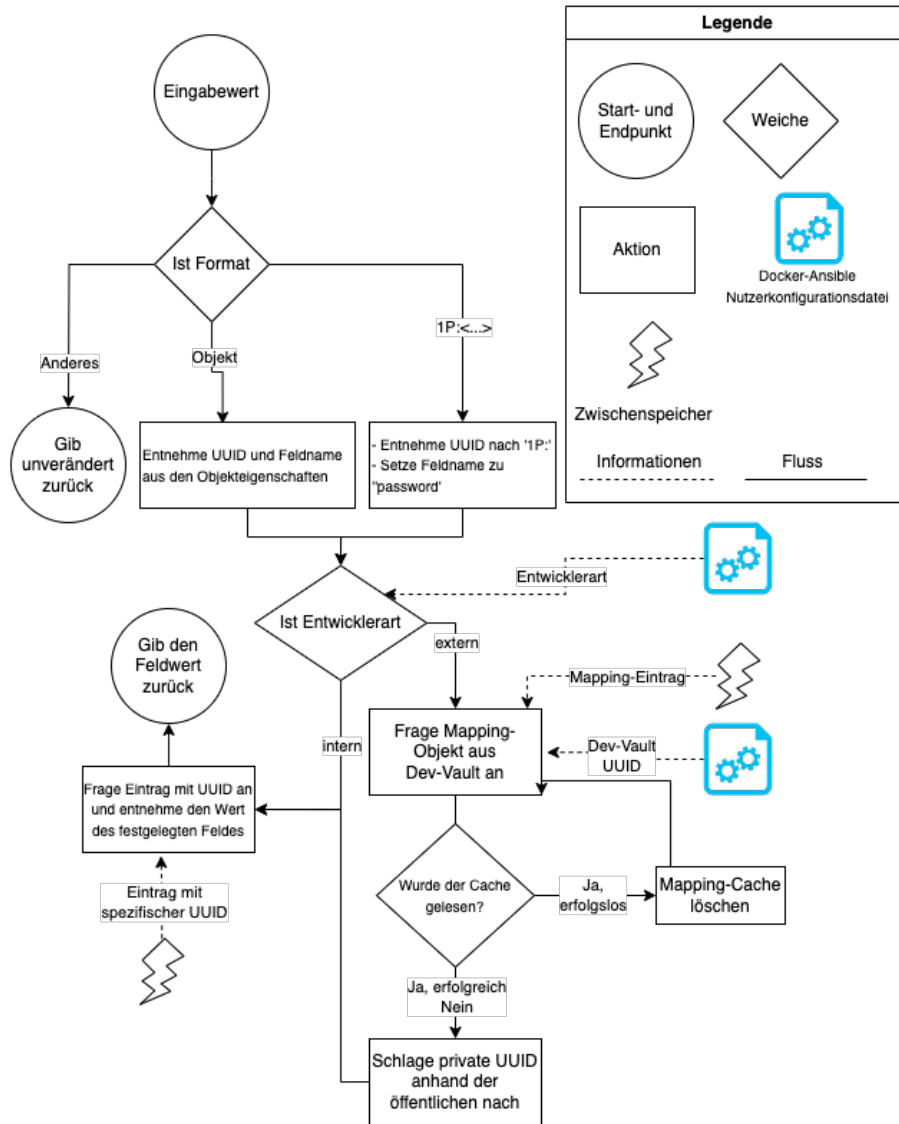 Legende
Eingabewert
Start- und
Endpunkt
Weiche
Ist Format
Aktion
Docker-Ansible
Nutzerkonfigurationsdatei
1P:<...>
Anderes
Objekt
Zwischenspeicher
Gib
unverändert
zurück
Entnehme UUID und Feldname
aus den Objekteigenschaften
- Entnehme UUID nach '1P:'
- Setze Feldname zu
"password'
Informationen
Fluss
Entwicklerart
Ist Entwicklerart
extern
Gib den
Feldwert
zurück
Mapping-Eintrag
intern
Frage Mapping-
Objekt aus
Dev-Vault an
Dev-Vault
UUID
Frage Eintrag mit UUID an
und entnehme den Wert
des festgelegten Feldes
Wurde der Cache
gelesen?
Ja,
erfolgslos
Mapping-Cache
löschen
Eintrag mit
spezifischer UUID
Ja, erfolgreich
Nein
Schlage private UUID
anhand der
öffentlichen nach